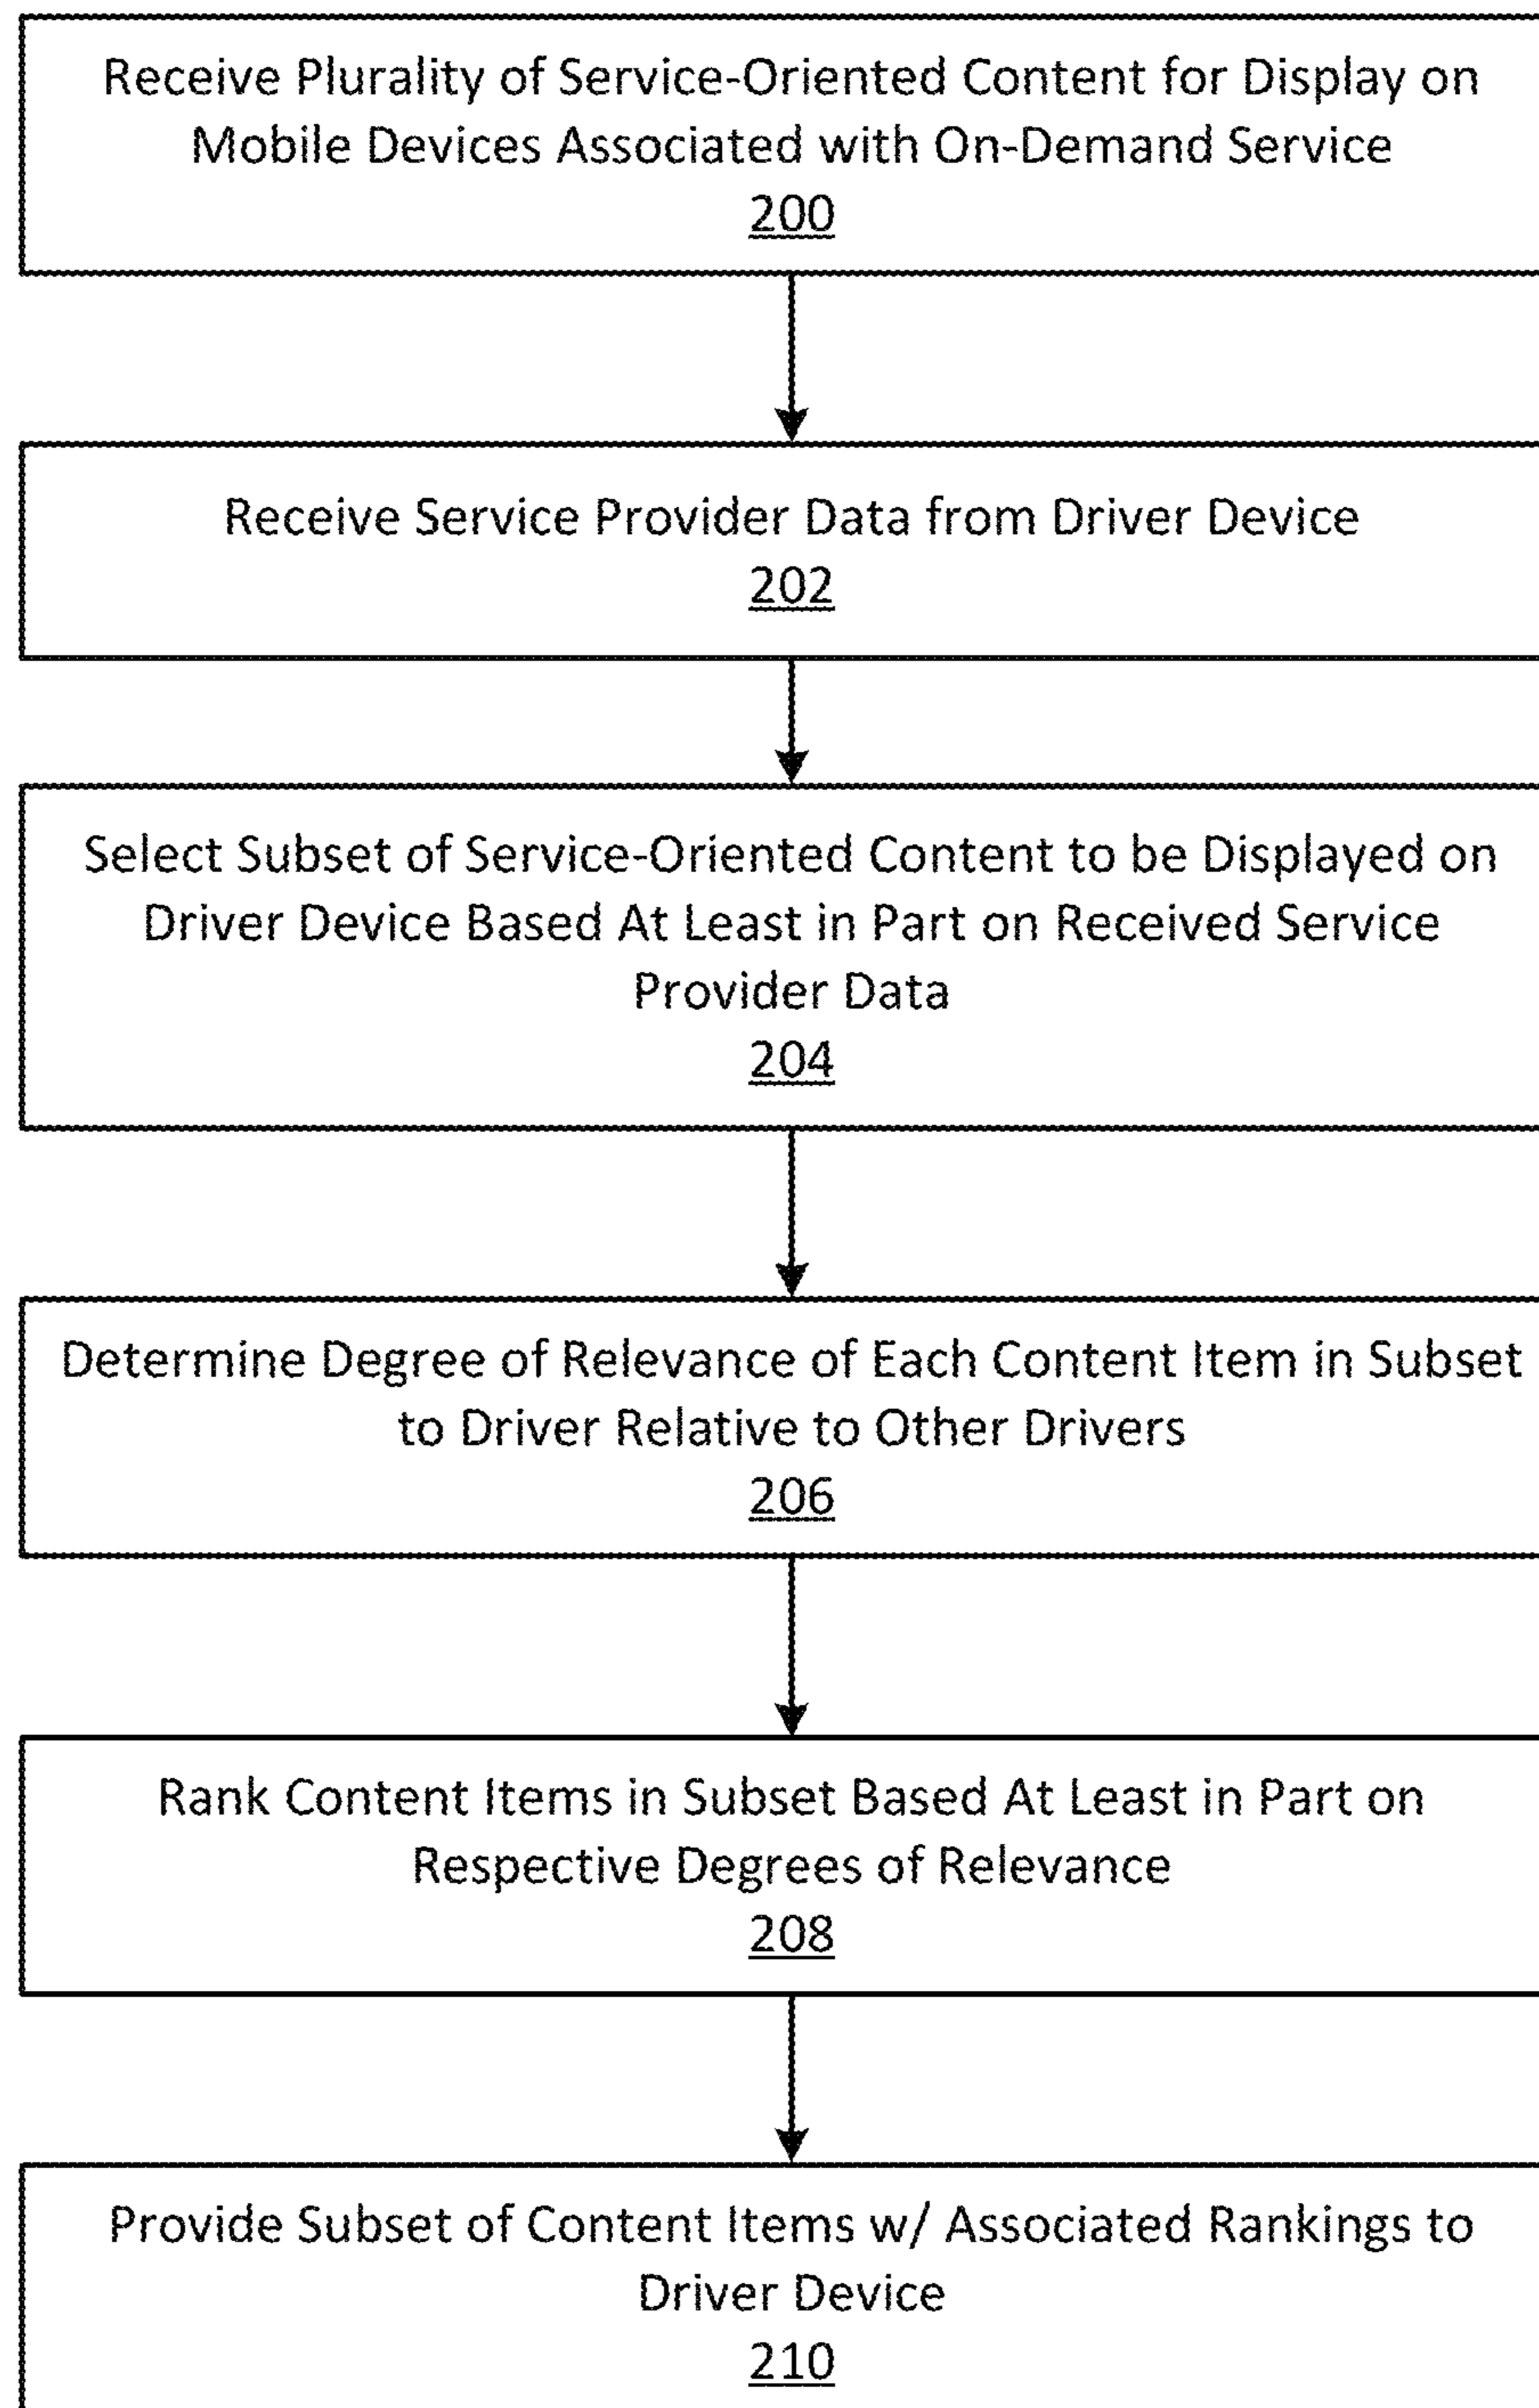 Receive Plurality of Service-Oriented Content for Display on
Mobile Devices Associated with On-Demand Service
200
Receive Service Provider Data from Driver Device
202
Select Subset of Service-Oriented Content to be Displayed on
Driver Device Based At Least in Part on Received Service
Provider Data
204
Determine Degree of Relevance of Each Content Item in Subset
to Driver Relative to Other Drivers
206
Rank Content Items in Subset Based At Least in Part on
Respective Degrees of Relevance
208
Provide Subset of Content Items w/ Associated Rankings to
Driver Device
210